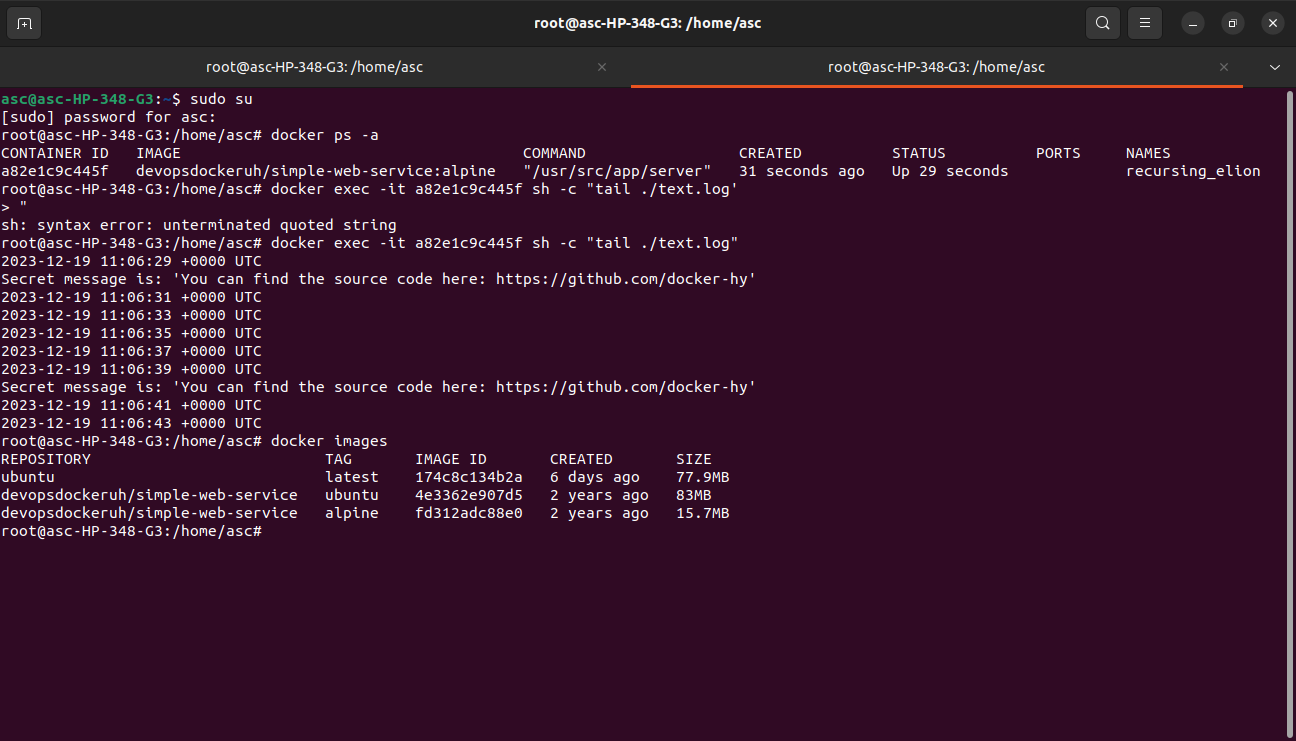 root@asc-HP-348-G3: /home/asc
root@asc-HP-348-G3: /home/asc
root@asc-HP-348-G3: /home/asc
asc@asc-HP-348-G3:~$ sudo su
[sudo] password for asc:
root@asc-HP-348-G3:/home/asc# docker ps -a
CONTAINER ID   IMAGE                                      COMMAND                 CREATED          STATUS          PORTS     NAMES
a82e1c9c445f   devopsdockeruh/simple-web-service:alpine   "/usr/src/app/server"   31 seconds ago   Up 29 seconds             recursing_elion
root@asc-HP-348-G3:/home/asc# docker exec -it a82e1c9c445f sh -c "tail ./text.log'
> "
sh: syntax error: unterminated quoted string
root@asc-HP-348-G3:/home/asc# docker exec -it a82e1c9c445f sh -c "tail ./text.log"
2023-12-19 11:06:29 +0000 UTC
Secret message is: 'You can find the source code here: https://github.com/docker-hy'
2023-12-19 11:06:31 +0000 UTC
2023-12-19 11:06:33 +0000 UTC
2023-12-19 11:06:35 +0000 UTC
2023-12-19 11:06:37 +0000 UTC
2023-12-19 11:06:39 +0000 UTC
Secret message is: 'You can find the source code here: https://github.com/docker-hy'
2023-12-19 11:06:41 +0000 UTC
2023-12-19 11:06:43 +0000 UTC
root@asc-HP-348-G3:/home/asc# docker images
REPOSITORY                          TAG       IMAGE ID       CREATED       SIZE
ubuntu                              latest    174c8c134b2a   6 days ago    77.9MB
devopsdockeruh/simple-web-service   ubuntu    4e3362e907d5   2 years ago   83MB
devopsdockeruh/simple-web-service   alpine    fd312adc88e0   2 years ago   15.7MB
root@asc-HP-348-G3:/home/asc#